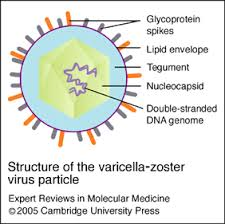 Glycoprotein
spikes
Lipid envelope
Tegument
Nucleocapsid
Double-stranded
DNA genome
Structure of the varicella-zoster
virus particle
Expert Reviews in Molecular Medicine
©2005 Cambridge University Press